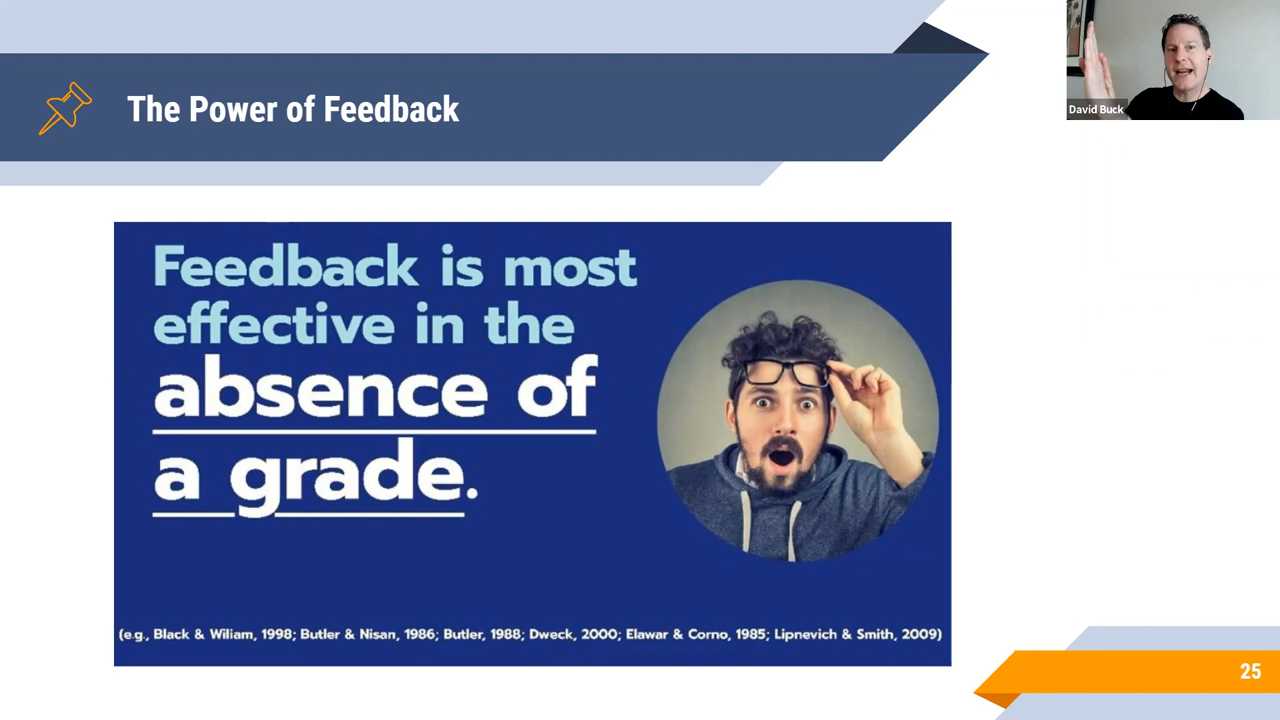 The Power of Feedback
David Buck
Feedback is most
effective in the
absence of
a grade.
(e.g., Black & Wiliam, 1998; Butler & Nisan, 1986; Butler, 1988; Dweck, 2000; Elawar & Corno, 1985; Lipnevich & Smith, 2009)
25